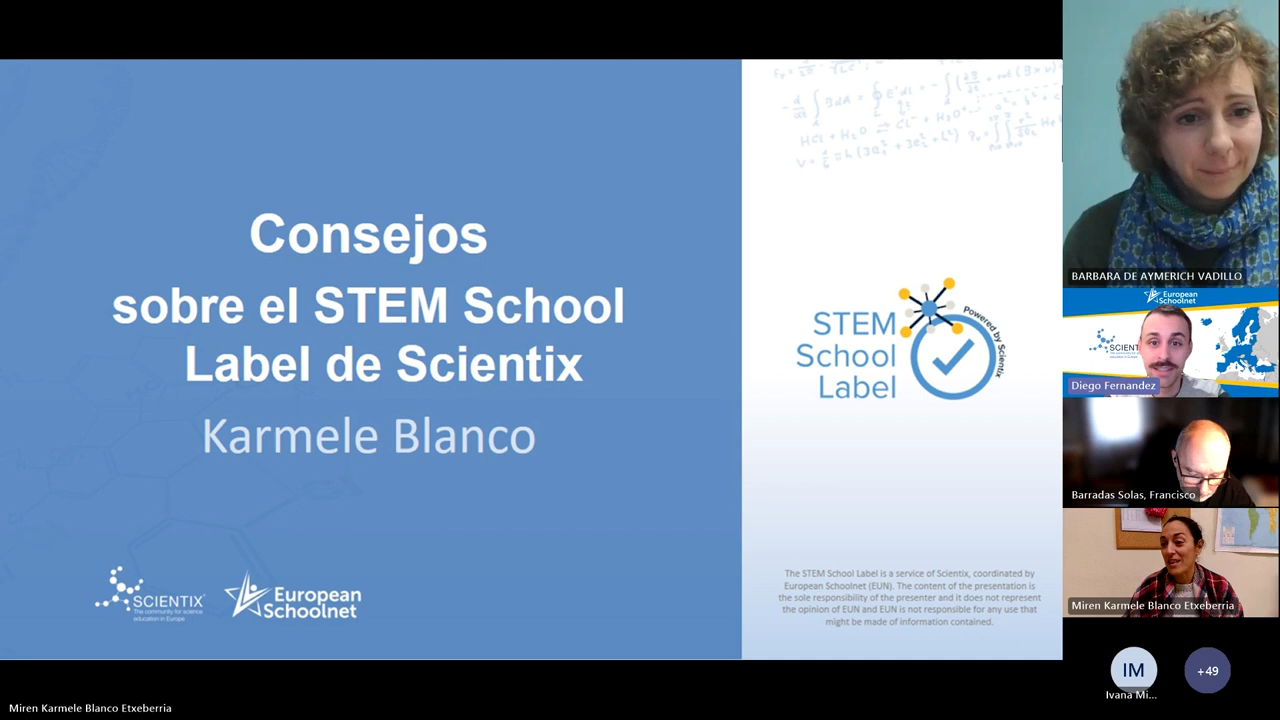 Consejos
sobre el STEM School
Label de Scientix
Karmele Blanco
SCIENTIX
The community for science
education in Europe
European
Schoolnet
STEM
School
Label
Powered by Scientix
The STEM School Label is a service of Scientix, coordinated by
European Schoolnet (EUN). The content of the presentation is
the sole responsibility of the presenter and it does not represent
the opinion of EUN and EUN is not responsible for any use that
might be made of information contained.
BARBARA DE AYMERICH VADILLO
European
Schoolnet
Diego Fernandez
Barradas Solas, Francisco
Miren Karmele Blanco Etxeberria
IM
+49
Ivana Mi...
Miren Karmele Blanco Etxeberria